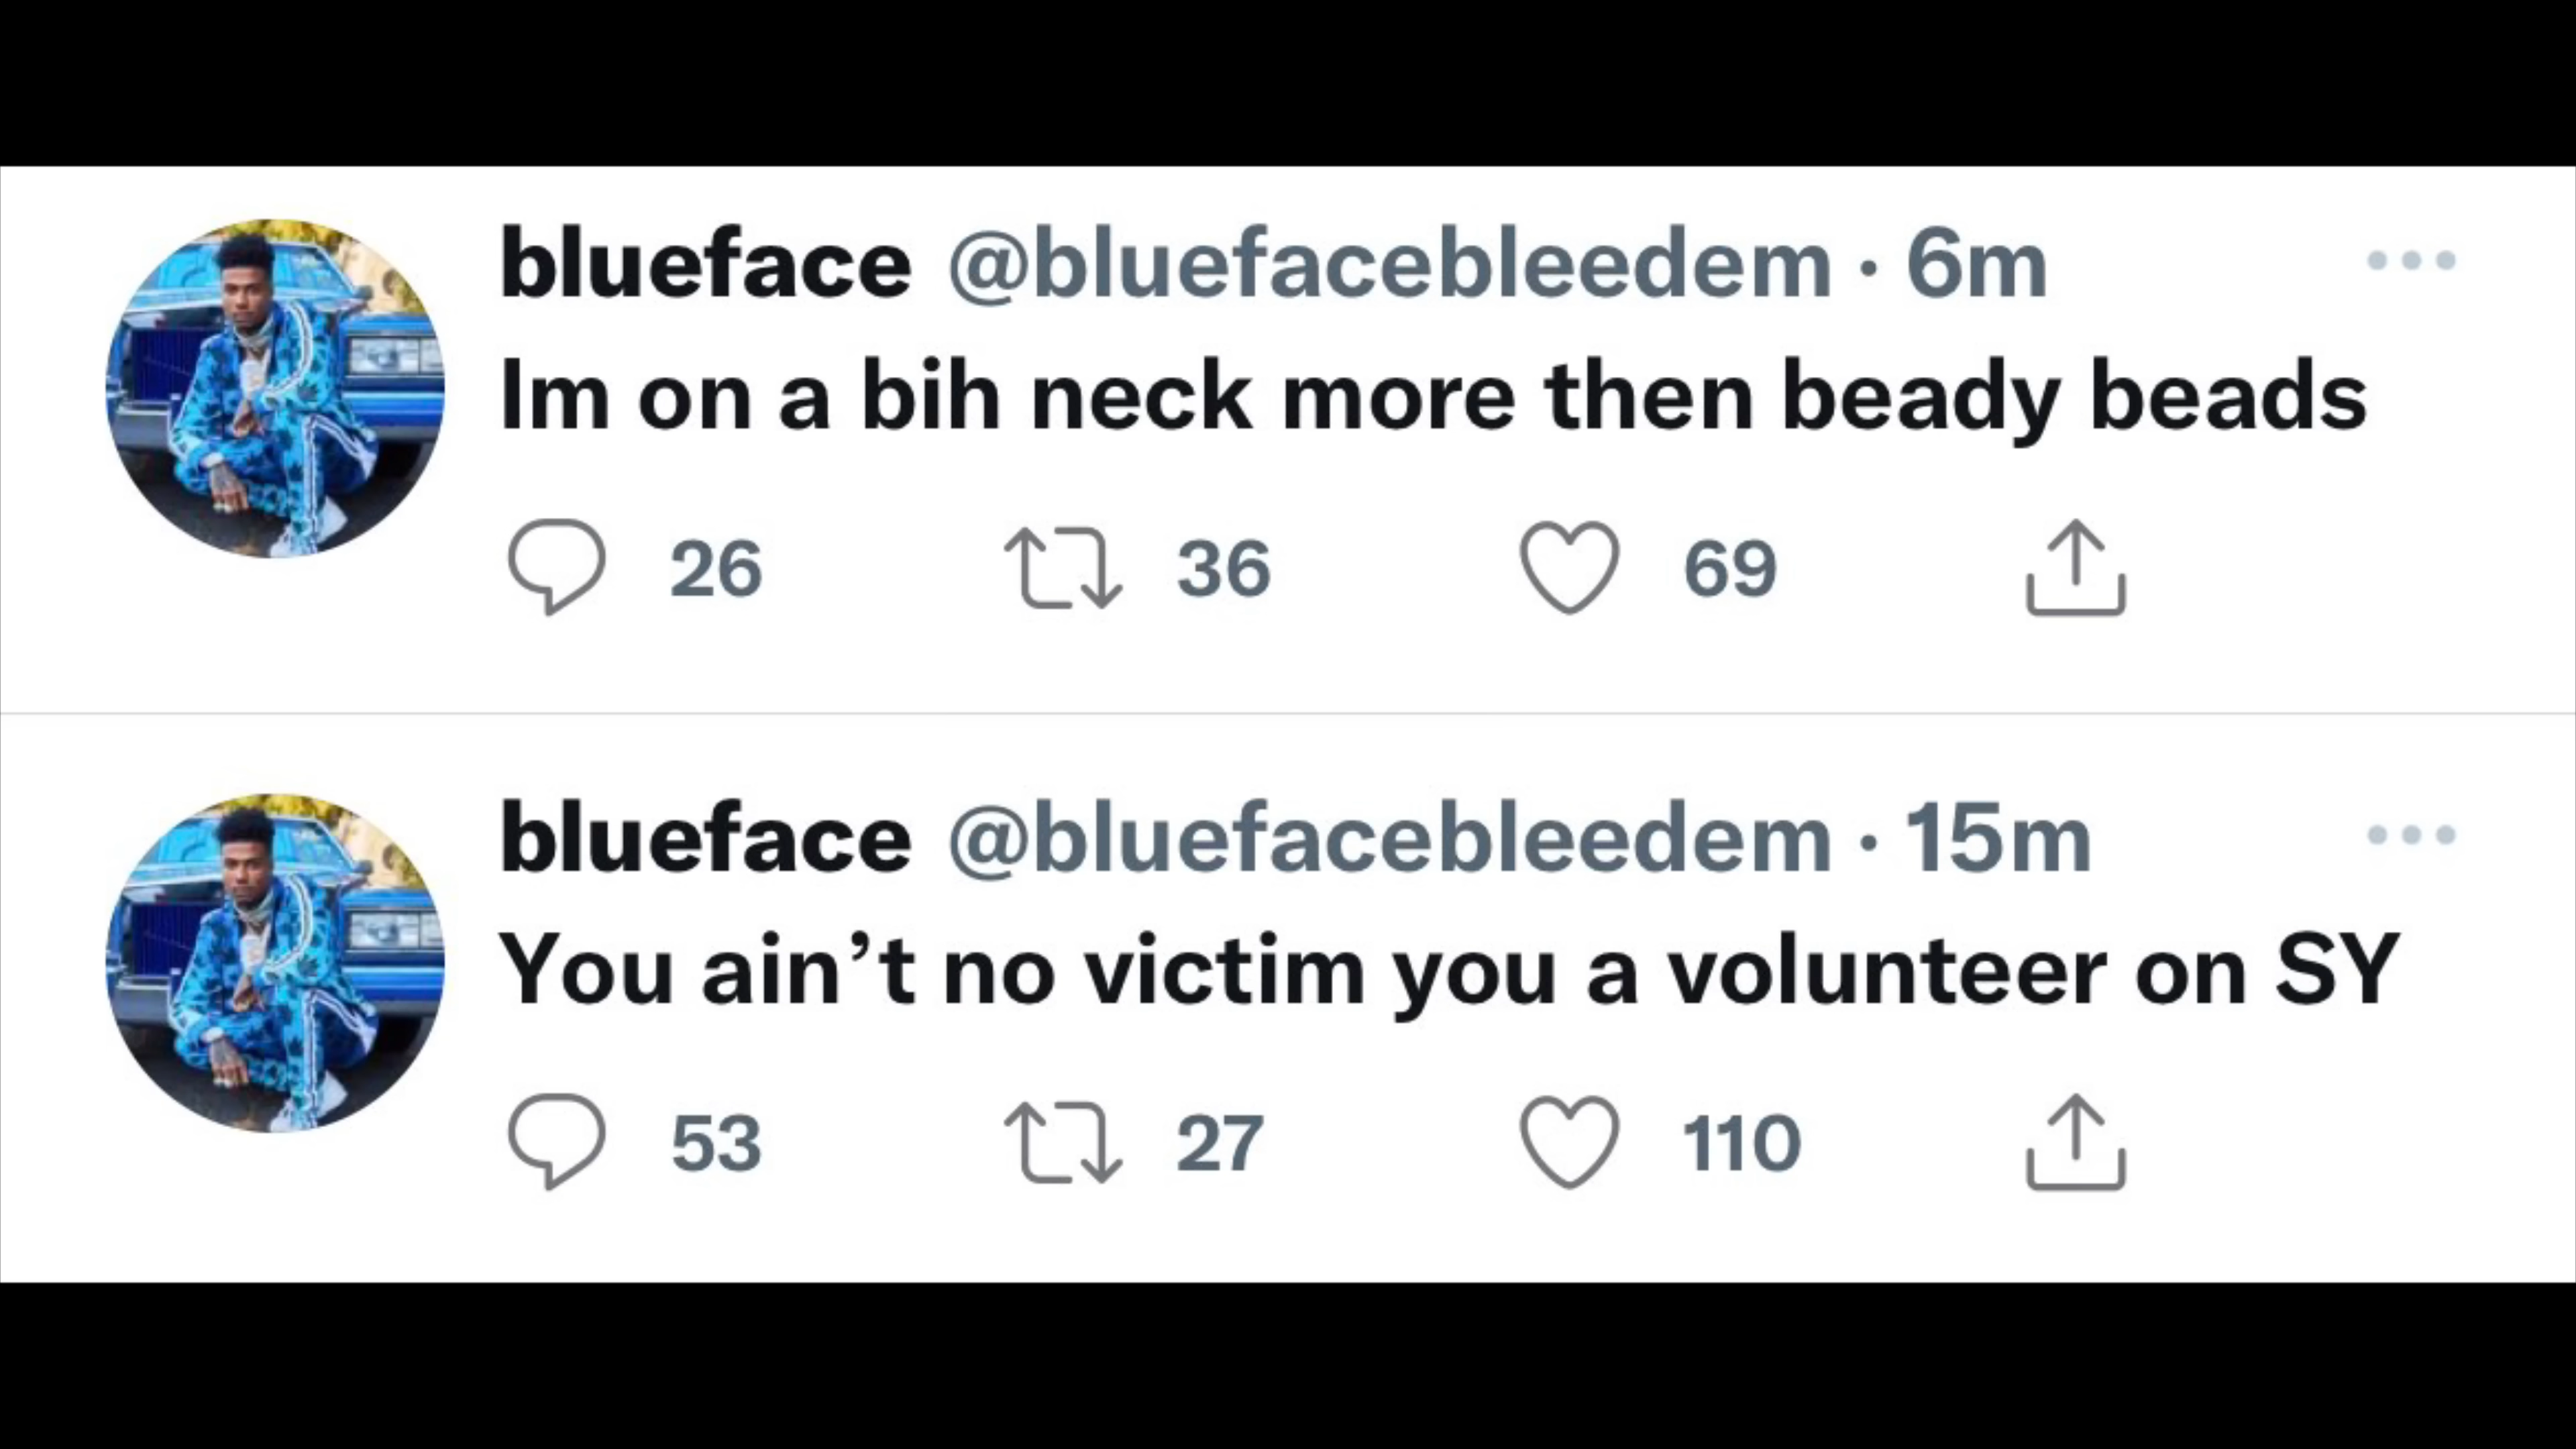 blueface @bluefacebleedem · 6m
Im on a bih neck more then beady beads
26 36 69
blueface @bluefacebleedem · 15m
You ain’t no victim you a volunteer on SY
53 27 110